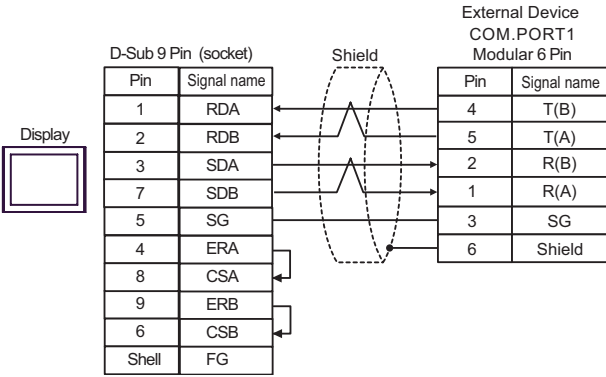 External Device
COM.PORT1
D-Sub 9 Pin (socket) Shield Modular 6 Pin
Pin Signal name Pin Signal name
1 RDA 4 T(B)
Display 2 RDB 5 T(A)
3 SDA 2 R(B)
7 SDB 1 R(A)
5 SG 3 SG
4 ERA 6 Shield
8 CSA
9 ERB
6 CSB
Shell FG